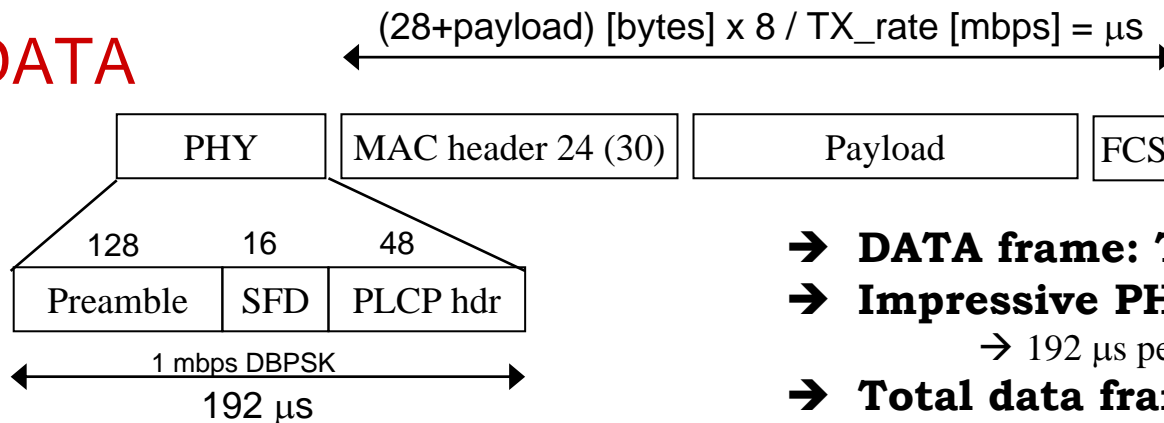 (28+payload) [bytes] x 8 / TX_rate [mbps] = μs
DATA
PHY
MAC header 24 (30)
Payload
FCS
128
16
48
Preamble
SFD
PLCP hdr
1 mbps DBPSK
192 μs
➔ DATA frame:
➔ Impressive
→ 192 μs
➔ Total data